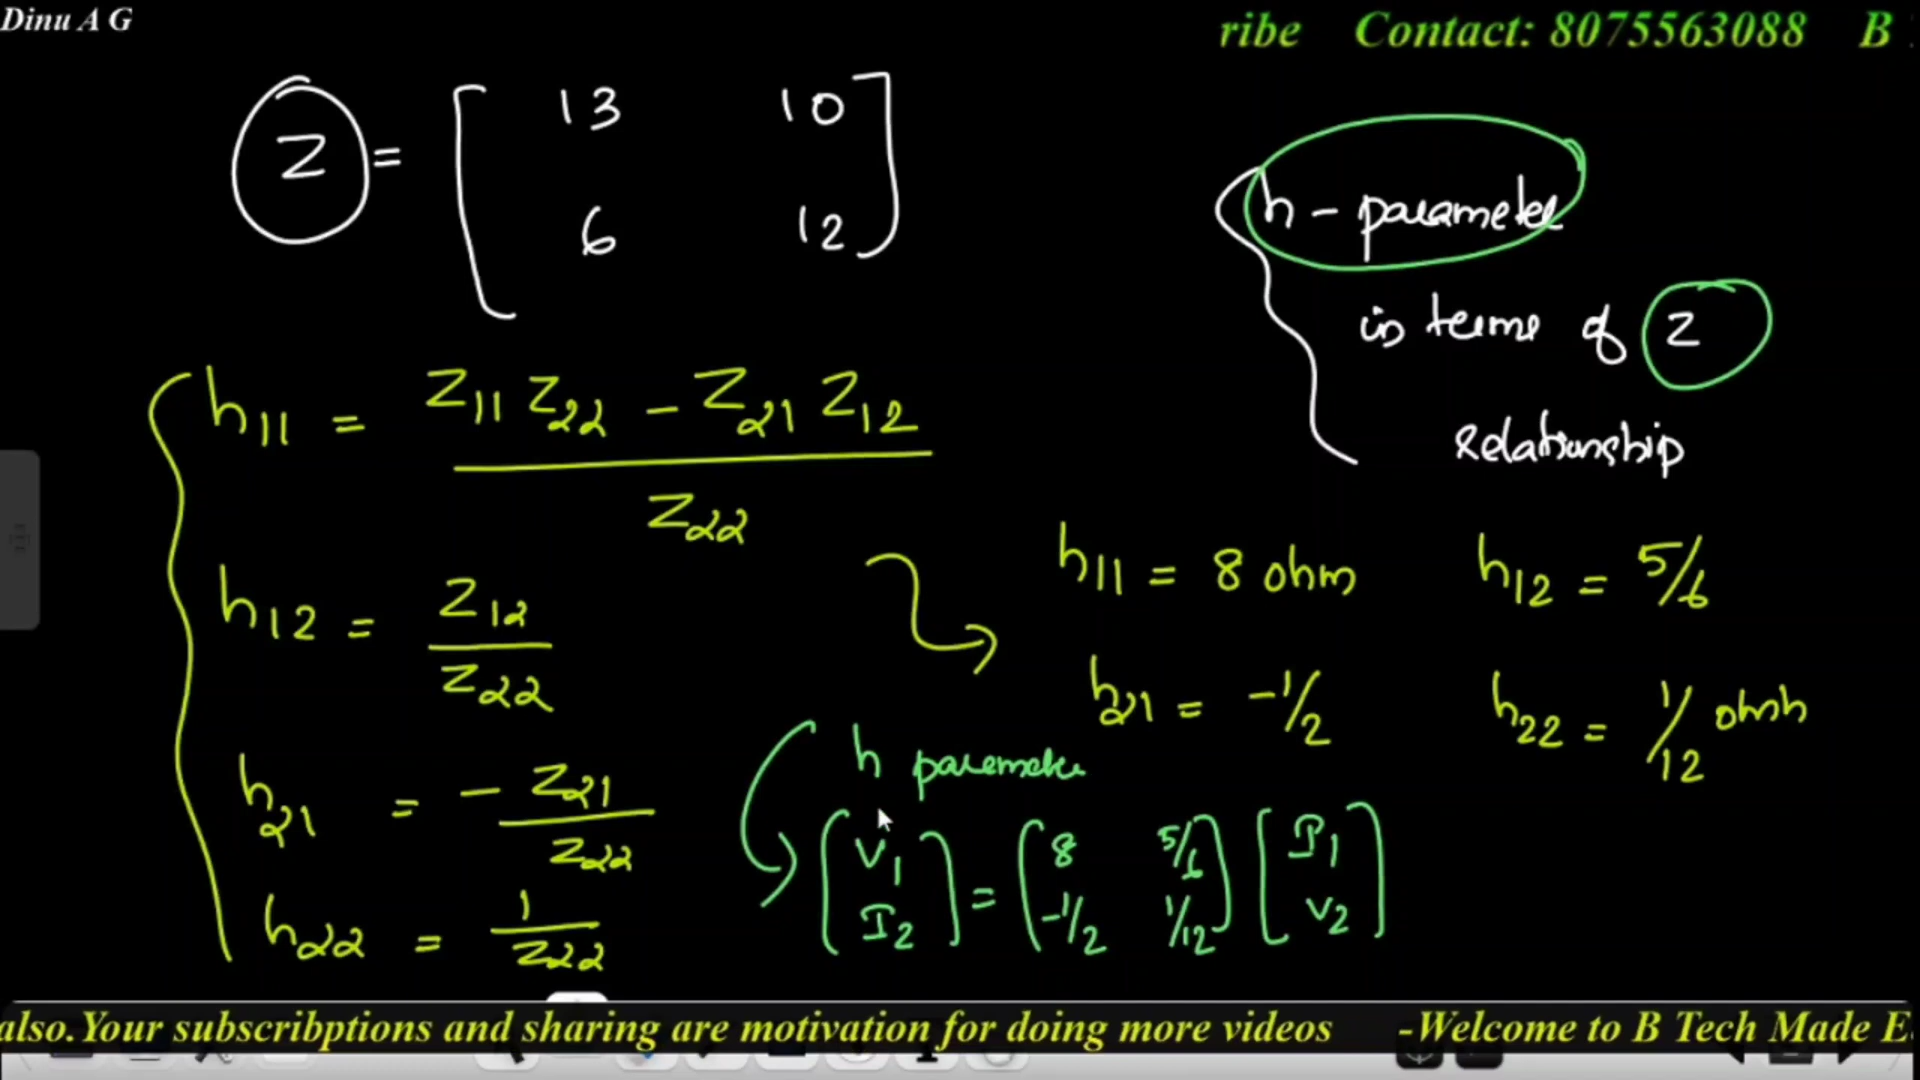 Dinu A G
ribe Contact: 8075563088 B
Z = [ 13 10
6 12 ]
h - parameter
in terms of Z
relationship
h11 = Z11 Z22 - Z21 Z12 / Z22
h12 = Z12 / Z22
h21 = - Z21 / Z22
h22 = 1 / Z22
h11 = 8 ohm h12 = 5/6
h21 = -1/2 h22 = 1/12 ohm
h parameter
[ V1 I2 ] = [ 8 5/6 -1/2 1/12 ] [ I1 V2 ]
also.Your subscribptions and sharing are motivation for doing more videos -Welcome to B Tech Made E